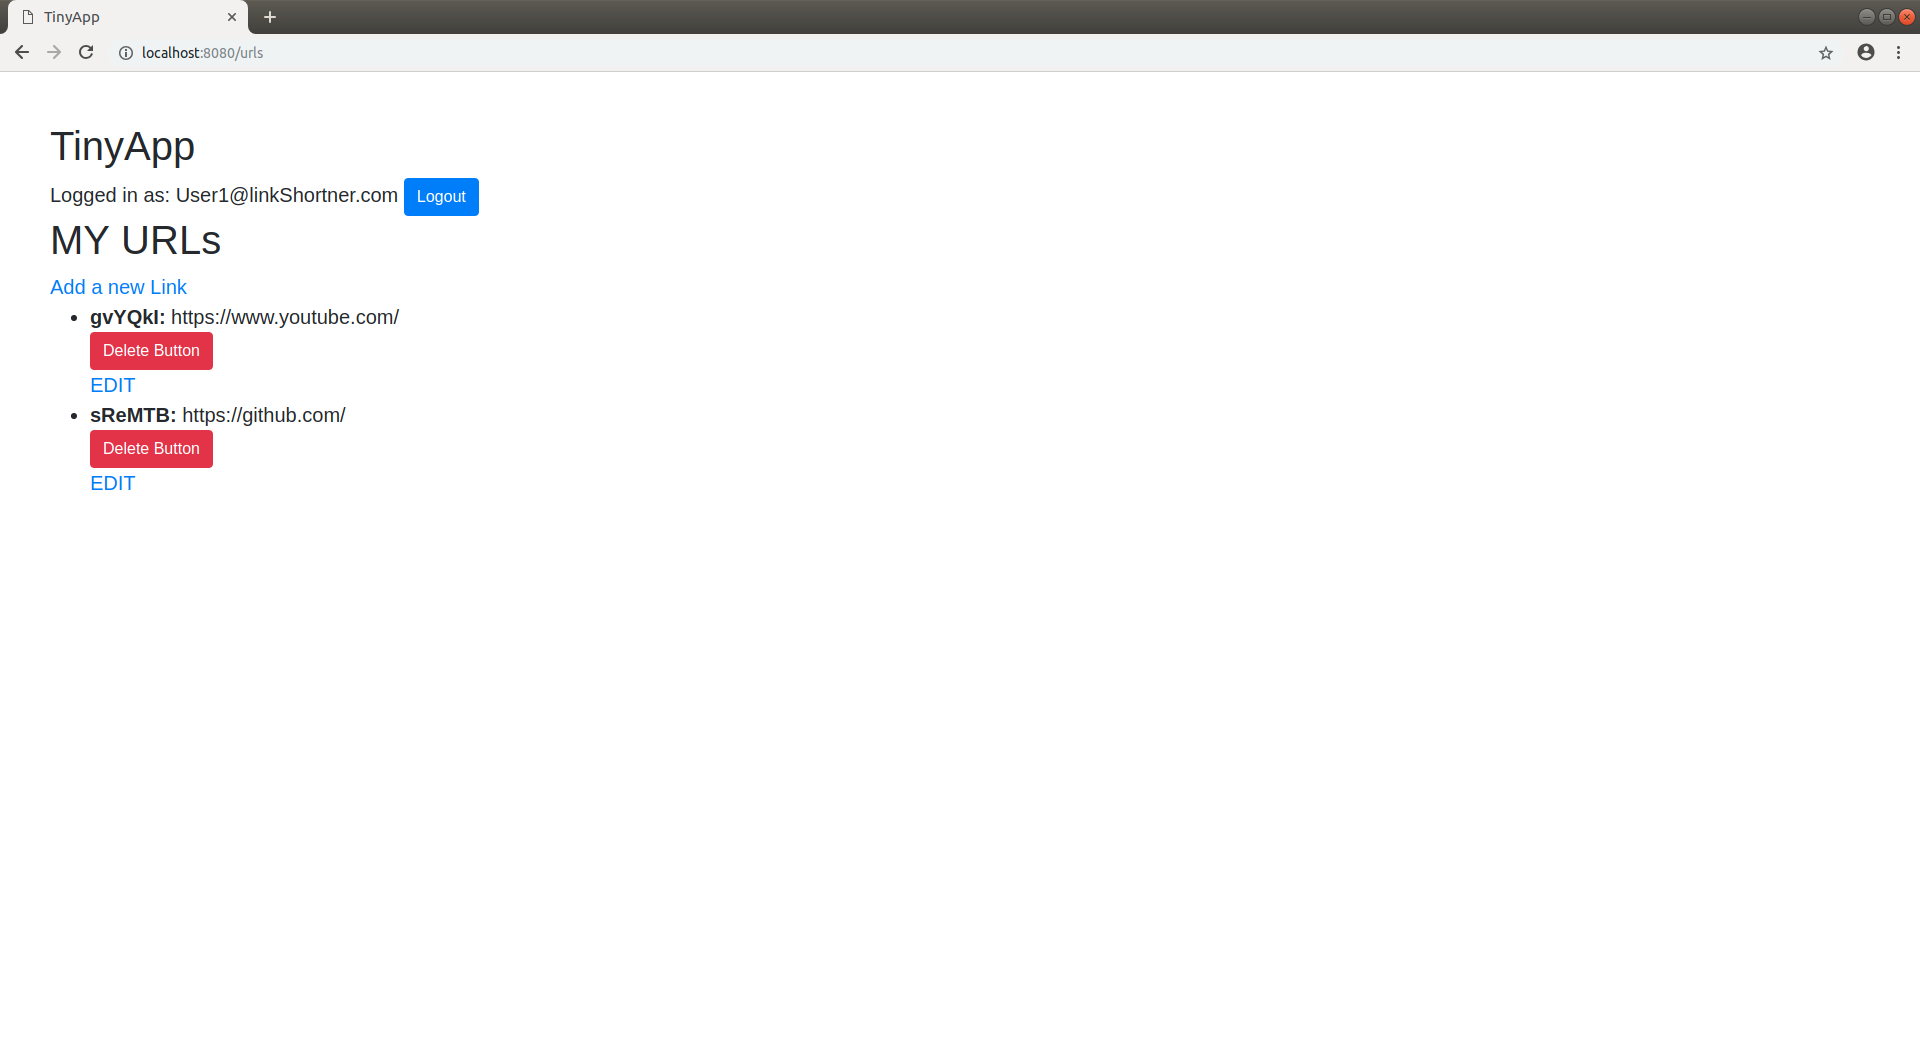 TinyApp
localhost:8080/urls
TinyApp
Logged in as: User1@linkShortner.com Logout
MY URLs
Add a new Link
gvYQkI: https://www.youtube.com/
Delete Button
EDIT
sReMTB: https://github.com/
Delete Button
EDIT